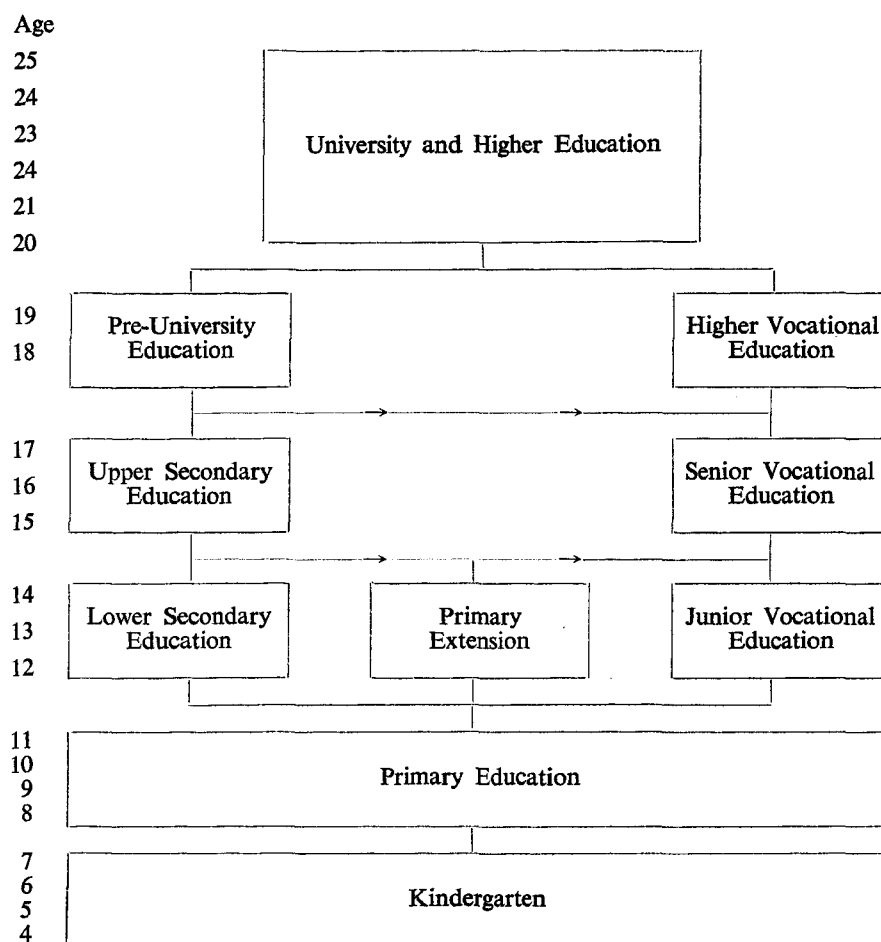 Age
25
24
23
24
21
20
University and Higher Education
19
18
Pre-University
Education
Higher Vocational
Education
17
16
15
Upper Secondary
Education
Senior Vocational
Education
14
13
12
Lower Secondary
Education
Primary
Extension
Junior Vocational
Education
11
10
9
8
Primary Education
7
6
5
4
Kindergarten